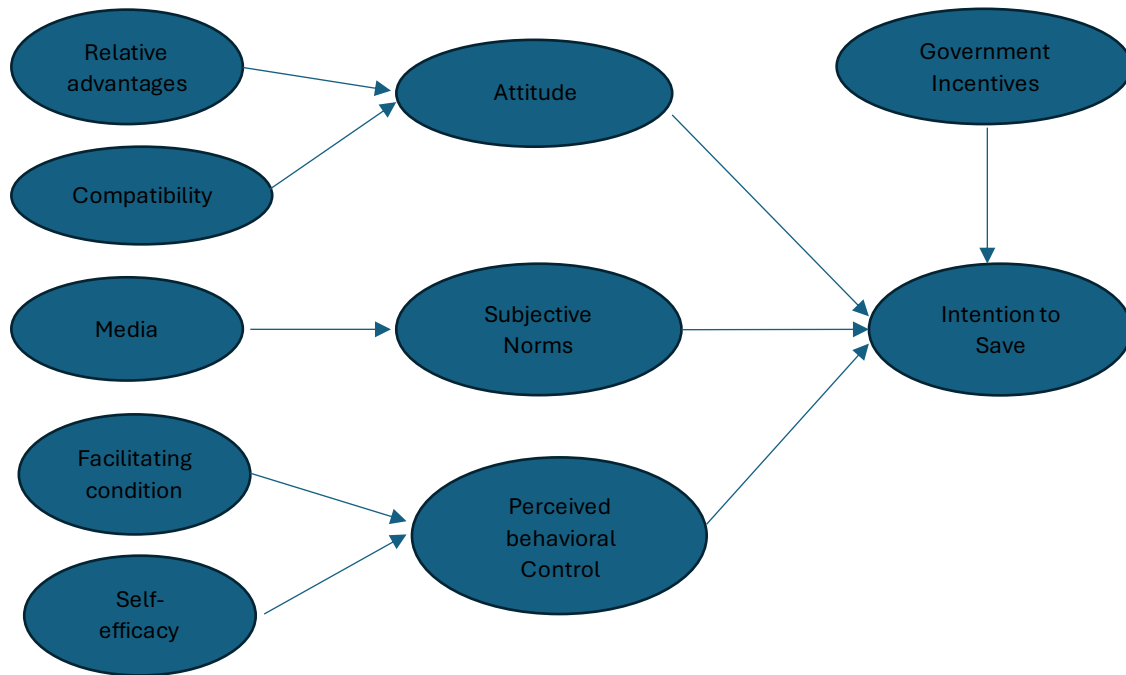 Relative
advantages
Attitude
Government
Incentives
Compatibility
Media
Subjective
Norms
Intention to
Save
Facilitating
condition
Perceived
behavioral
Control
Self-
efficacy